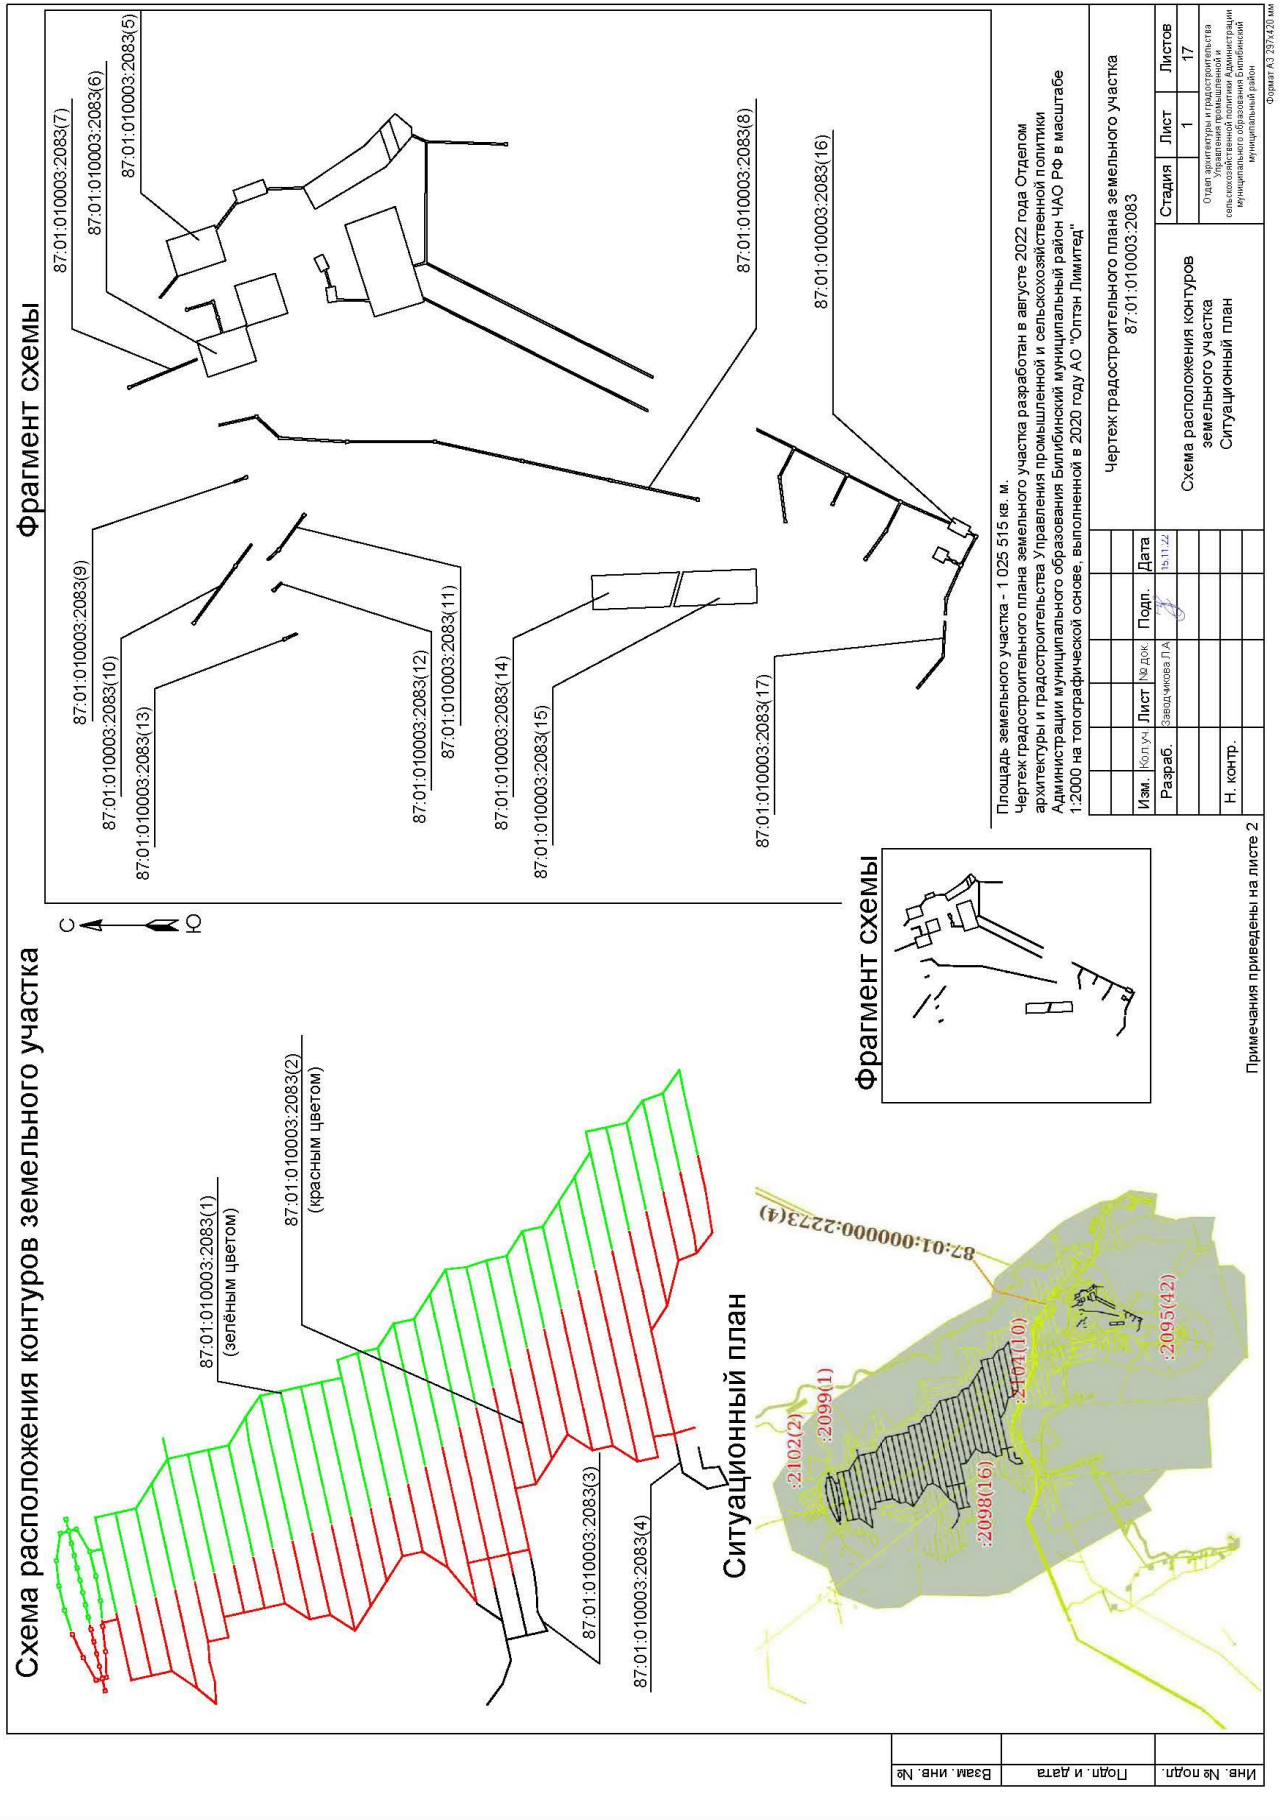 Схема расположения контуров земельного участка
С
Ю
87:01:010003:2083(1)
(зелёным цветом)
87:01:010003:2083(2)
(красным цветом)
87:01:010003:2083(3)
87:01:010003:2083(4)
Фрагмент схемы
87:01:010003:2083(7)
87:01:010003:2083(6)
87:01:010003:2083(5)
87:01:010003:2083(9)
87:01:010003:2083(10)
87:01:010003:2083(13)
87:01:010003:2083(12)
87:01:010003:2083(11)
87:01:010003:2083(14)
87:01:010003:2083(15)
87:01:010003:2083(8)
87:01:010003:2083(16)
87:01:010003:2083(17)
Ситуационный план
87:01:000000:2273(4)
:2102(2)
:2099(1)
:2104(10)
:2098(16)
:2095(42)
Фрагмент схемы
Примечания приведены на листе 2
Площадь земельного участка - 1 025 515 кв. м.
Чертеж градостроительного плана земельного участка разработан в августе 2022 года Отделом
архитектуры и градостроительства Управления промышленной и сельскохозяйственной политики
Администрации муниципального образования Билибинский муниципальный район ЧАО РФ в масштабе
1:2000 на топографической основе, выполненной в 2020 году АО "Оптэн Лимитед"
Чертеж градостроительного плана земельного участка
87:01:010003:2083
Изм. Кол.уч. Лист № док. Подп. Дата
Разраб. Заводчикова Л.А. 15.11.22
Н. контр.
Схема расположения контуров
земельного участка
Ситуационный план
Стадия Лист Листов
1 17
Отдел архитектуры и градостроительства
Управления промышленной и
сельскохозяйственной политики Администрации
муниципального образования Билибинский
муниципальный район
Формат А3 297х420 мм
Взам. инв. №
Подп. и дата
Инв. № подп.